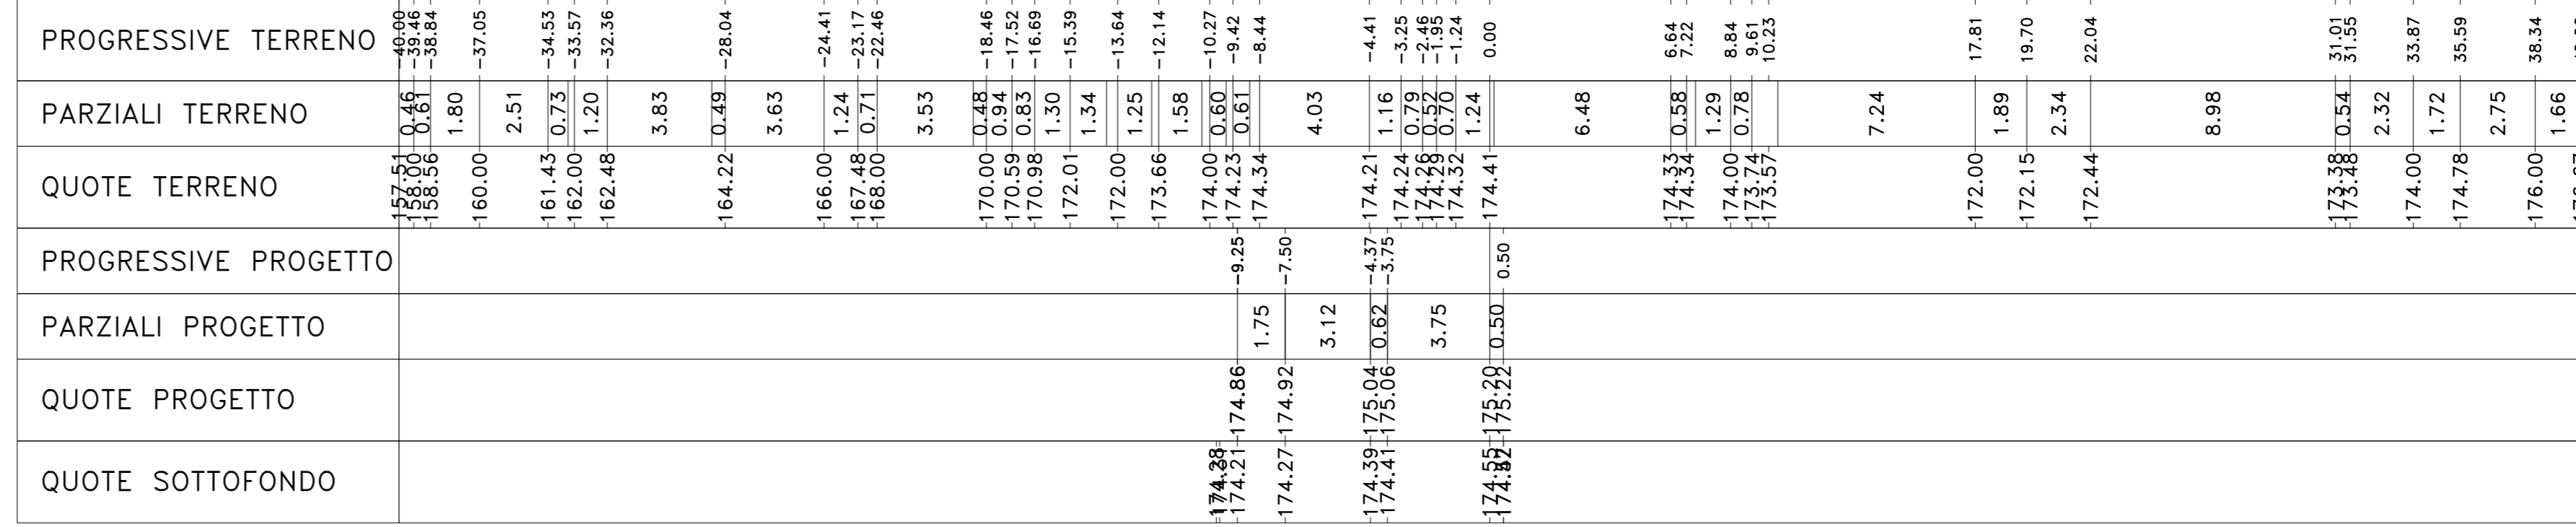 PROGRESSIVE TERRENO -40.00 -39.46 -38.84 -37.05 -34.53 -33.57 -32.36 -28.04 -24.41 -23.17 -22.46 -18.46 -17.52 -16.69 -15.39 -13.64 -12.14 -10.27 -9.42 -8.44 -4.41 -3.25 -2.46 -1.95 -1.24 0.00 6.64 7.22 8.84 9.61 10.23 17.81 19.70 22.04 31.01 31.55 33.87 35.59 38.34
PARZIALI TERRENO 0.46 0.61 1.80 2.51 0.73 1.20 3.83 0.49 3.63 1.24 0.71 3.53 0.48 0.94 0.83 1.30 1.34 1.25 1.58 0.60 0.61 4.03 1.16 0.79 0.52 0.70 1.24 6.48 0.58 1.29 0.78 7.24 1.89 2.34 8.98 0.54 2.32 1.72 2.75 1.66
QUOTE TERRENO 157.51 158.00 158.56 160.00 161.43 162.00 162.48 164.22 166.00 167.48 168.00 170.00 170.59 170.98 172.01 172.00 173.66 174.00 174.23 174.34 174.21 174.24 174.26 174.29 174.32 174.41 174.33 174.34 174.00 173.74 173.57 172.00 172.15 172.44 173.38 173.48 174.00 174.78 176.00
PROGRESSIVE PROGETTO -9.25 -7.50 -4.37 -3.75 0.50
PARZIALI PROGETTO 1.75 3.12 0.62 3.75 0.50
QUOTE PROGETTO 174.86 174.92 175.04 175.06 175.20 175.22
QUOTE SOTTOFONDO 174.21 174.27 174.39 174.41 174.55